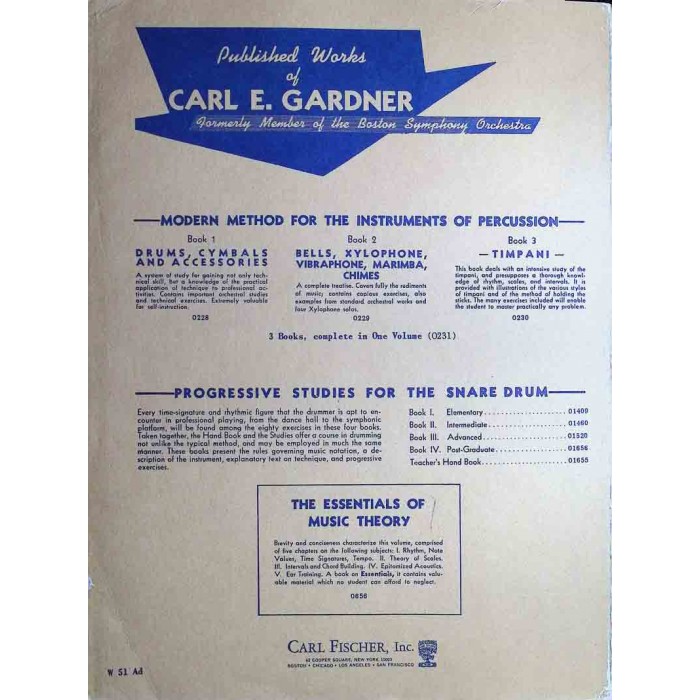 Published Works
of
CARL E. GARDNER
Formerly Member of the Boston Symphony Orchestra
MODERN METHOD FOR THE INSTRUMENTS OF PERCUSSION
Book 1
DRUMS, CYMBALS
AND ACCESSORIES
A system of study for gaining not only tech-
nical skill, but a knowledge of the practical
application of technique to professional ac-
tivities. Contains important orchestral studies
and technical exercises. Extremely valuable
for self-instruction.
0228
Book 2
BELLS, XYLOPHONE,
VIBRAPHONE, MARIMBA,
CHIMES
A complete treatise. Covers fully the rudiments
of music; contains copious exercises, also
examples from standard orchestral works and
four Xylophone solos.
0229
Book 3
— TIMPANI —
This book deals with an intensive study of the
timpani, and presupposes a thorough knowl-
edge of rhythm, scales, and intervals. It is
provided with illustrations of the various styles
of timpani and of the method of holding the
sticks. The many exercises included will enable
the student to master practically any problem.
0230
3 Books, complete in One Volume (0231)
PROGRESSIVE STUDIES FOR THE SNARE DRUM
Every time-signature and rhythmic figure that the drummer is apt to en-
counter in professional playing, from the dance hall to the symphonic
platform, will be found among the eighty exercises in these four books.
Taken together, the Hand Book and the Studies offer a course in drumming
not unlike the typical method, and may be employed in much the same
manner. These books present the rules governing music notation, a de-
scription of the instrument, explanatory text on technique, and progressive
exercises.
Book I. Elementary....................01400
Book II. Intermediate...................01460
Book III. Advanced.....................01520
Book IV. Post-Graduate.................01656
Teacher's Hand Book.....................01655
THE ESSENTIALS OF
MUSIC THEORY
Brevity and conciseness characterize this volume, comprised
of five chapters on the following subjects: I. Rhythm, Note
Values, Time Signatures, Tempo. II. Theory of Scales.
III. Intervals and Chord Building. IV. Epitomized Acoustics.
V. Ear Training. A book on Essentials, it contains valu-
able material which no student can afford to neglect.
0656
CARL FISCHER, Inc.
62 COOPER SQUARE, NEW YORK 10003
BOSTON • CHICAGO • LOS ANGELES • SAN FRANCISCO
W 51 Ad